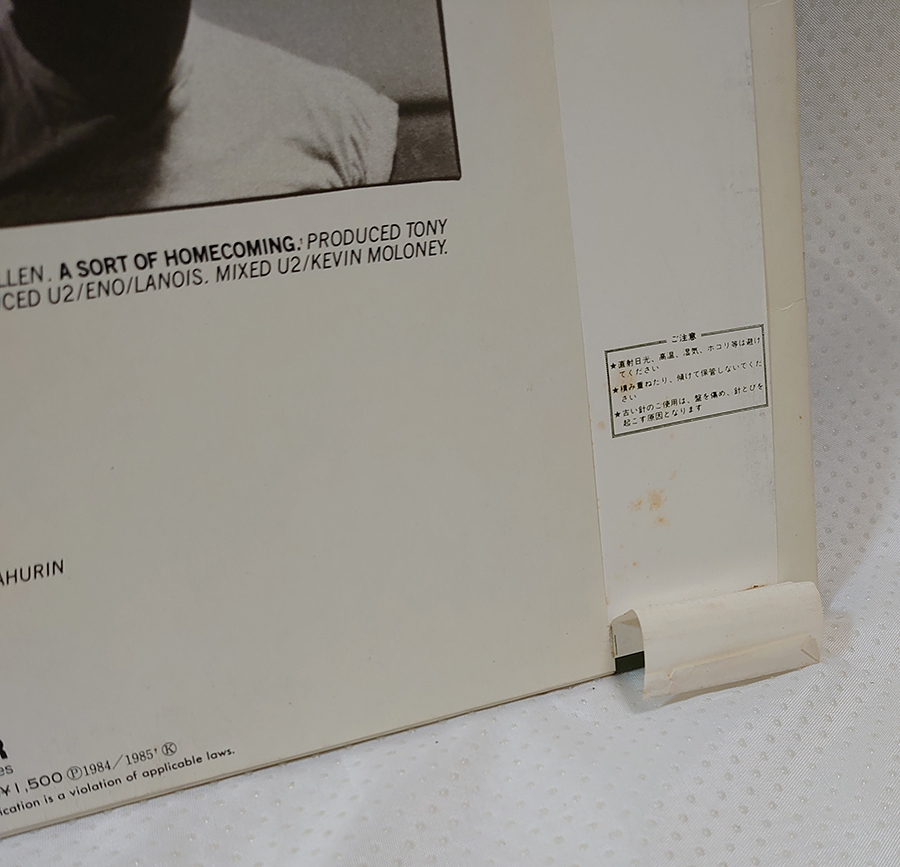 LLEN. A SORT OF HOMECOMING. PRODUCED TONY
CED U2/ENO/LANOIS. MIXED U2/KEVIN MOLONEY.
ご注意
★直射日光、高温、湿気、ホコリ等は避け
てください
★積み重ねたり、傾けて保管しないでくだ
さい
★古い針のご使用は、盤を傷め、針とびを
起こす原因となります
AHURIN
R
es
¥1,500 Ⓟ1984/1985' Ⓚ
ication is a violation of applicable laws.